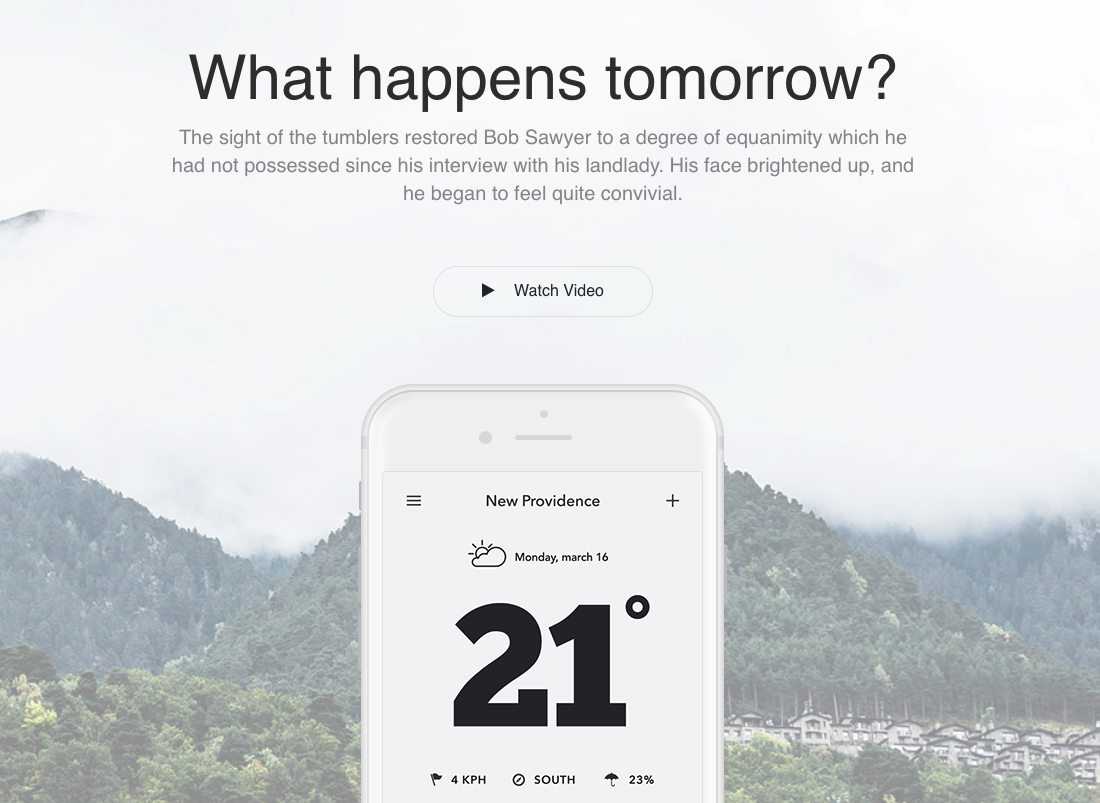 What happens tomorrow?
The sight of the tumblers restored Bob Sawyer to a degree of equanimity which he
had not possessed since his interview with his landlady. His face brightened up, and
he began to feel quite convivial.
Watch Video
New Providence
Monday, march 16
21°
4 KPH SOUTH 23%